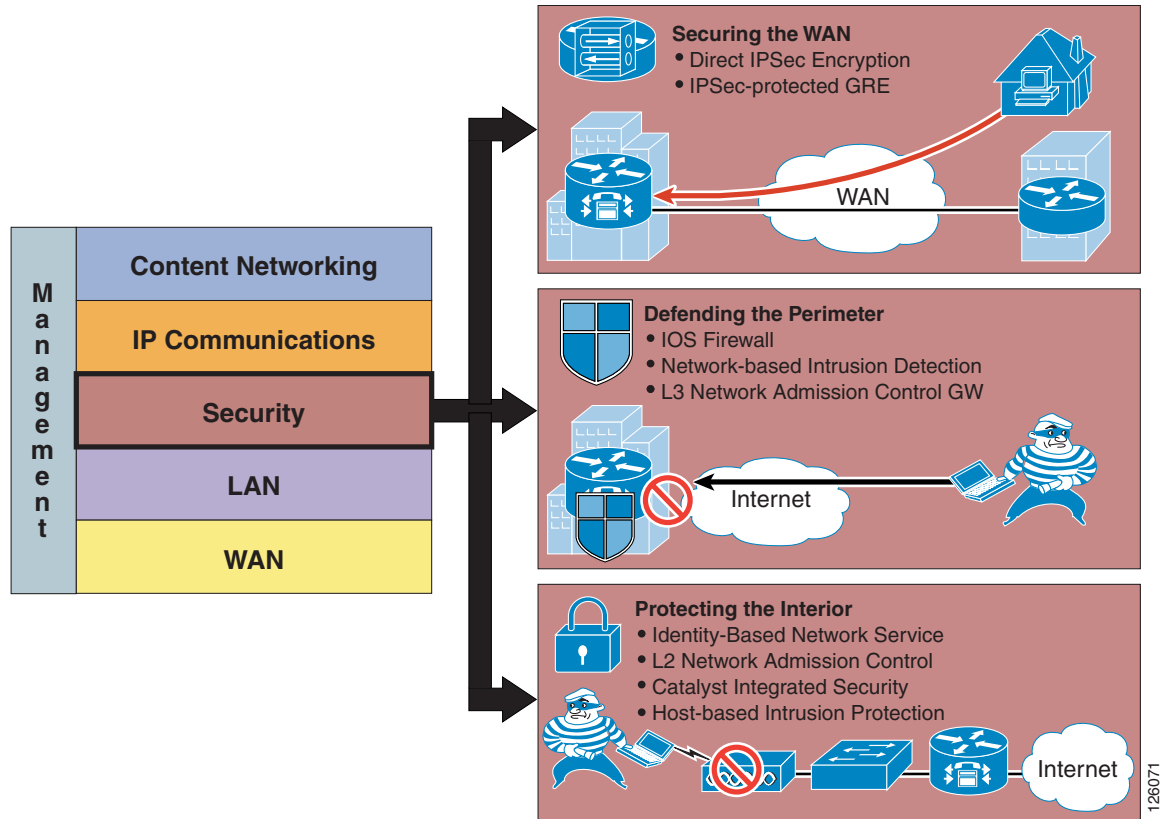 Management
Content Networking
IP Communications
Security
LAN
WAN
Securing the WAN
• Direct IPSec Encryption
• IPSec-protected GRE
WAN
Defending the Perimeter
• IOS Firewall
• Network-based Intrusion Detection
• L3 Network Admission Control GW
Internet
Protecting the Interior
• Identity-Based Network Service
• L2 Network Admission Control
• Catalyst Integrated Security
• Host-based Intrusion Protection
Internet
126071